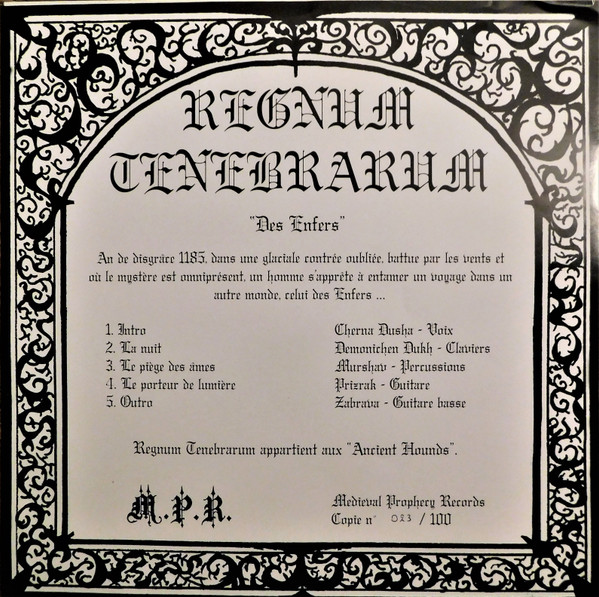 REGNUM
TENEBRARUM
"Des Enfers"
An de disgrâce 1185, dans une glaciale contrée oubliée, battue par les vents et
où le mystère est omniprésent, un homme s'apprête à entamer un voyage dans un
autre monde, celui des Enfers ...
1. Intro
2. La nuit
3. Le piège des âmes
4. Le porteur de lumière
5. Outro
Cherna Dusha - Voix
Demonichen Dukh - Claviers
Murshav - Percussions
Prizrak - Guitare
Zabrava - Guitare basse
Regnum Tenebrarum appartient aux "Ancient Hounds".
M.P.R.
Medieval Prophecy Records
Copie n° 023 / 100